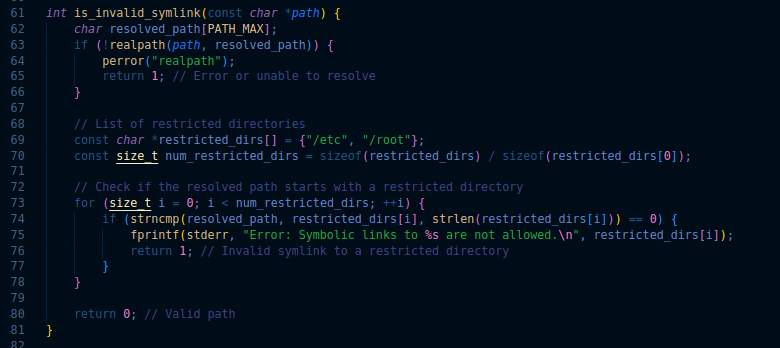 61 int is_invalid_symlink(const char *path) {
62     char resolved_path[PATH_MAX];
63     if (!realpath(path, resolved_path)) {
64         perror("realpath");
65         return 1; // Error or unable to resolve
66     }
67
68     // List of restricted directories
69     const char *restricted_dirs[] = {"/etc", "/root"};
70     const size_t num_restricted_dirs = sizeof(restricted_dirs) / sizeof(restricted_dirs[0]);
71
72     // Check if the resolved path starts with a restricted directory
73     for (size_t i = 0; i < num_restricted_dirs; ++i) {
74         if (strncmp(resolved_path, restricted_dirs[i], strlen(restricted_dirs[i])) == 0) {
75             fprintf(stderr, "Error: Symbolic links to %s are not allowed.\n", restricted_dirs[i]);
76             return 1; // Invalid symlink to a restricted directory
77         }
78     }
79
80     return 0; // Valid path
81 }
82